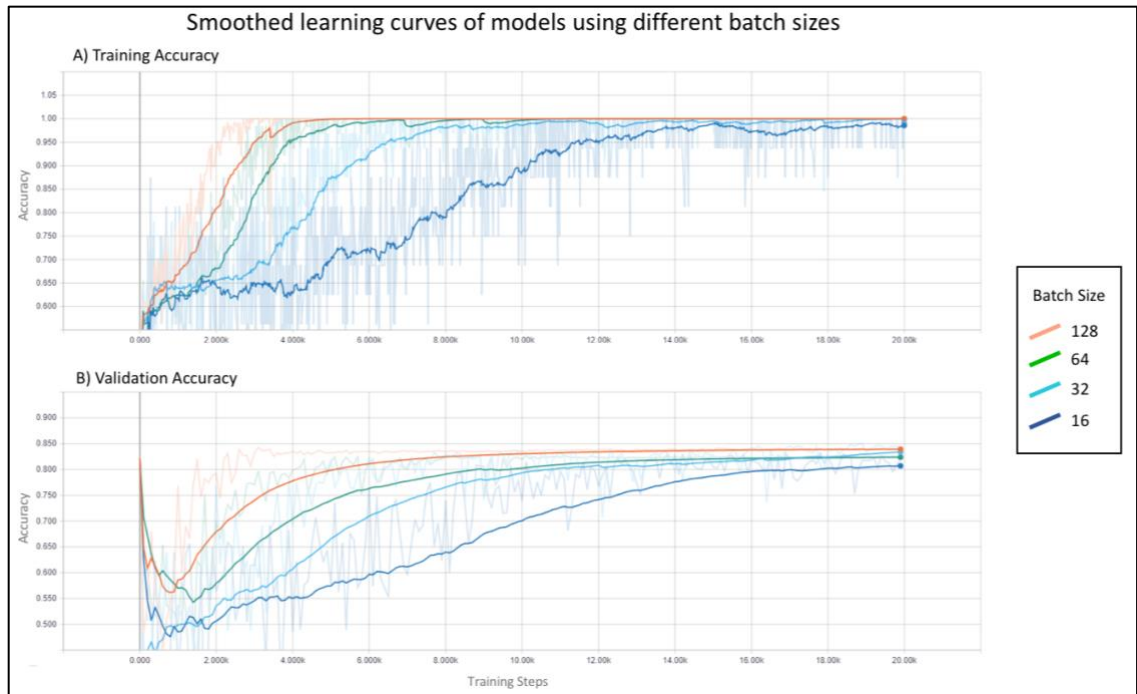 Smoothed learning curves of models using different batch sizes
A) Training Accuracy
Accuracy
1.05
1.00
0.950
0.900
0.850
0.800
0.750
0.700
0.650
0.600
0.000 2.000k 4.000k 6.000k 8.000k 10.00k 12.00k 14.00k 16.00k 18.00k 20.00k
B) Validation Accuracy
Accuracy
0.900
0.850
0.800
0.750
0.700
0.650
0.600
0.550
0.500
0.000 2.000k 4.000k 6.000k 8.000k 10.00k 12.00k 14.00k 16.00k 18.00k 20.00k
Training Steps
Batch Size
128
64
32
16